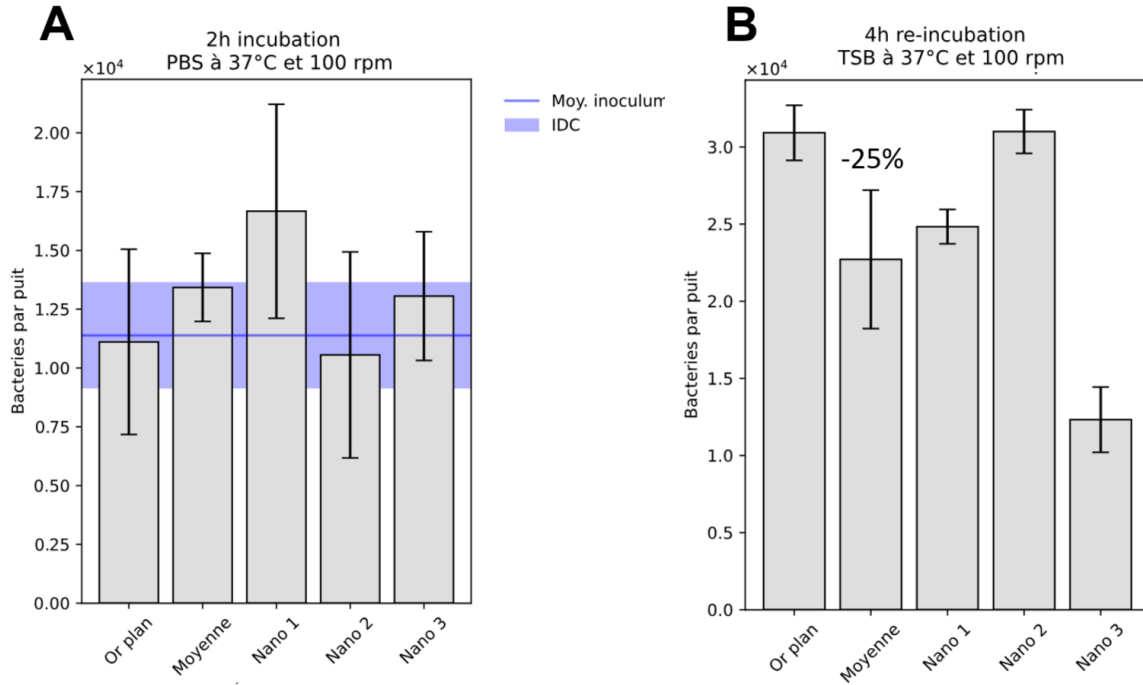 A
2h incubation
PBS à 37°C et 100 rpm
×10⁴
2.00
1.75
1.50
1.25
1.00
0.75
0.50
0.25
0.00
Bacteries par puit
Or plan
Moyenne
Nano 1
Nano 2
Nano 3
Moy. inoculum
IDC
B
4h re-incubation
TSB à 37°C et 100 rpm
×10⁴
3.0
2.5
2.0
1.5
1.0
0.5
0.0
Bacteries par puit
-25%
Or plan
Moyenne
Nano 1
Nano 2
Nano 3